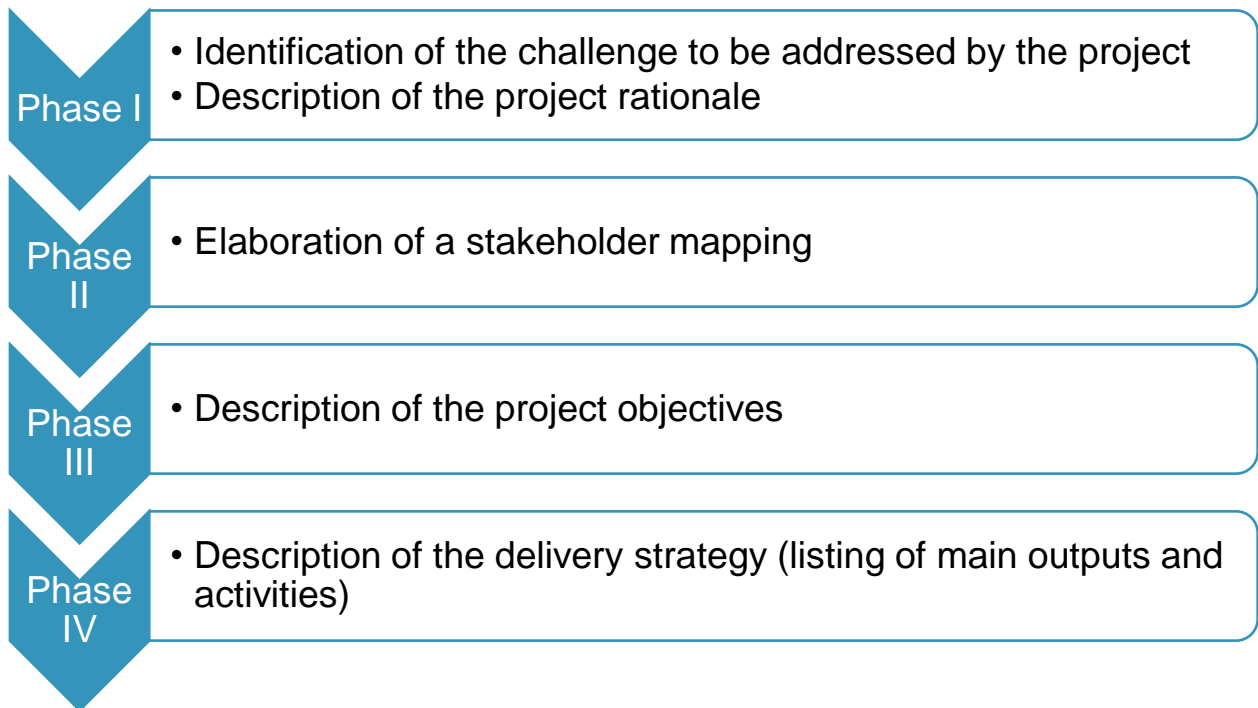 Phase I
• Identification of the challenge to be addressed by the project
• Description of the project rationale
Phase
II
• Elaboration of a stakeholder mapping
Phase
III
• Description of the project objectives
Phase
IV
• Description of the delivery strategy (listing of main outputs and
activities)